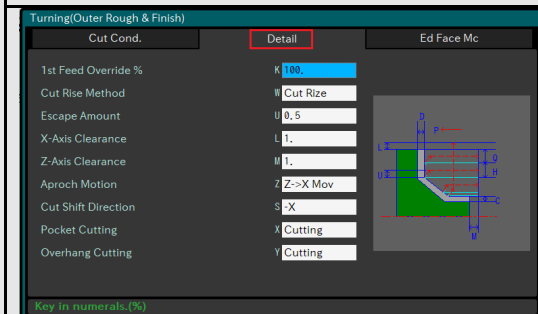 Turning(Outer Rough & Finish)
Cut Cond. Detail Ed Face Mc
1st Feed Override % K 100.
Cut Rise Method W Cut Rize
Escape Amount U 0.5
X-Axis Clearance L 1.
Z-Axis Clearance M 1.
Aproch Motion Z Z->X Mov
Cut Shift Direction S -X
Pocket Cutting X Cutting
Overhang Cutting Y Cutting
D
P
L
Q
H
U
C
M
Key in numerals.(%)